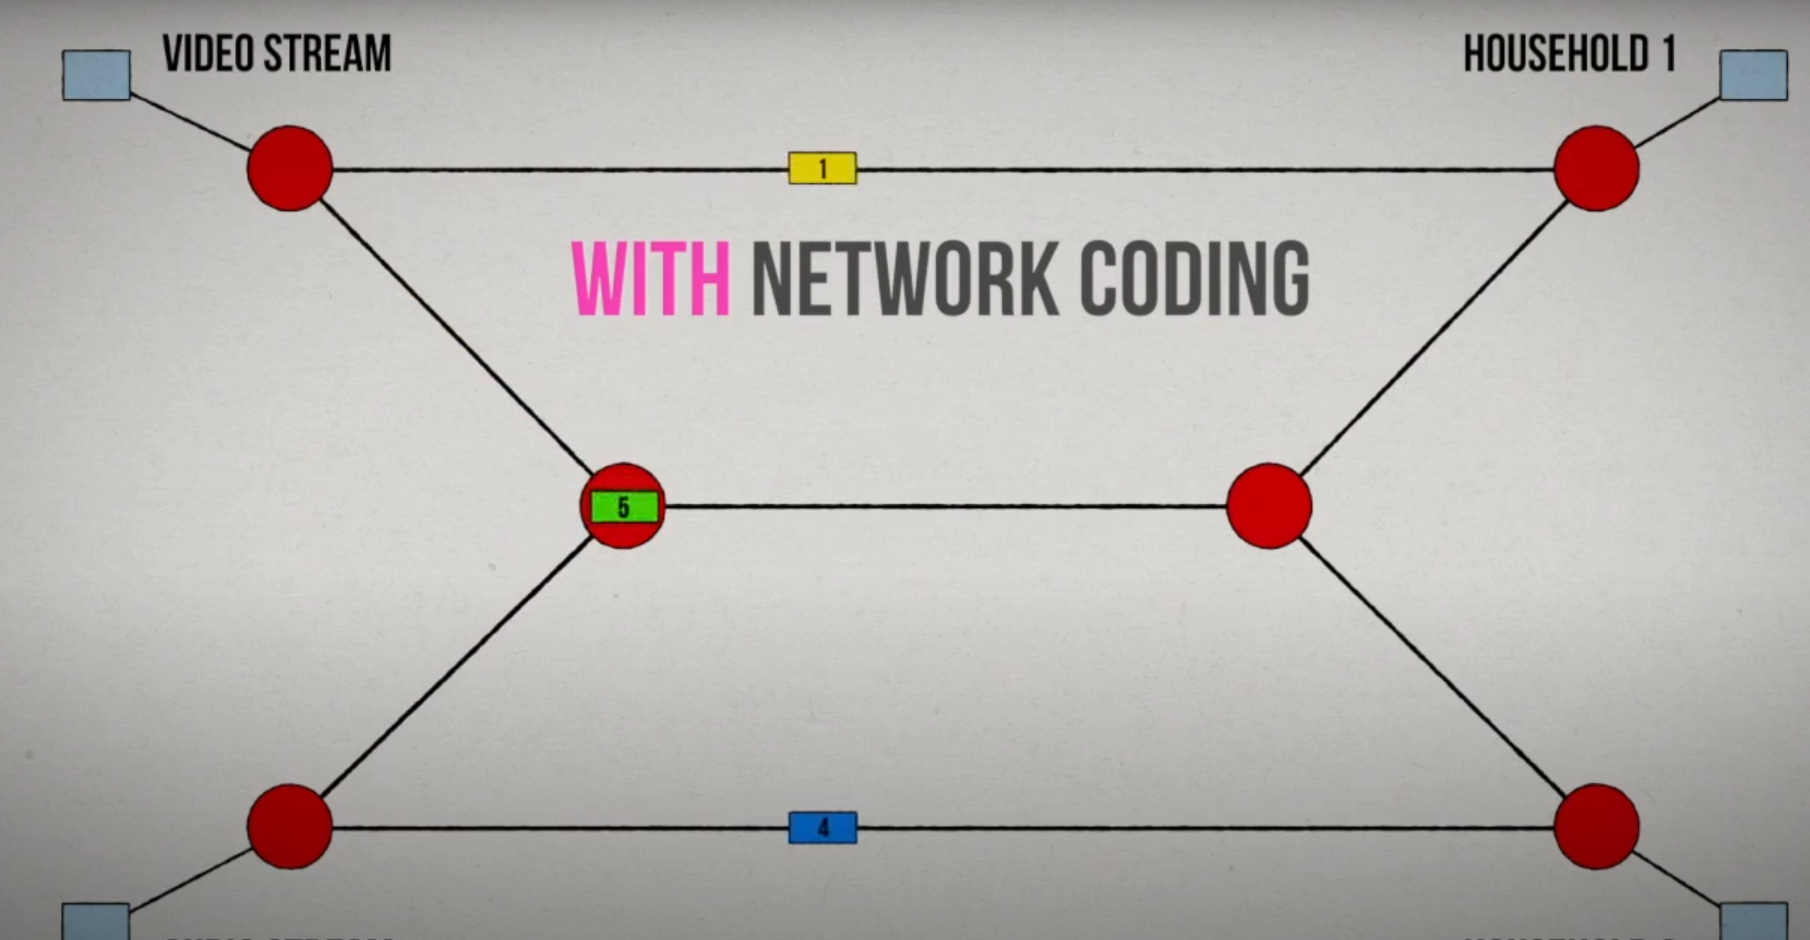 VIDEO STREAM
HOUSEHOLD 1
1
WITH NETWORK CODING
5
4